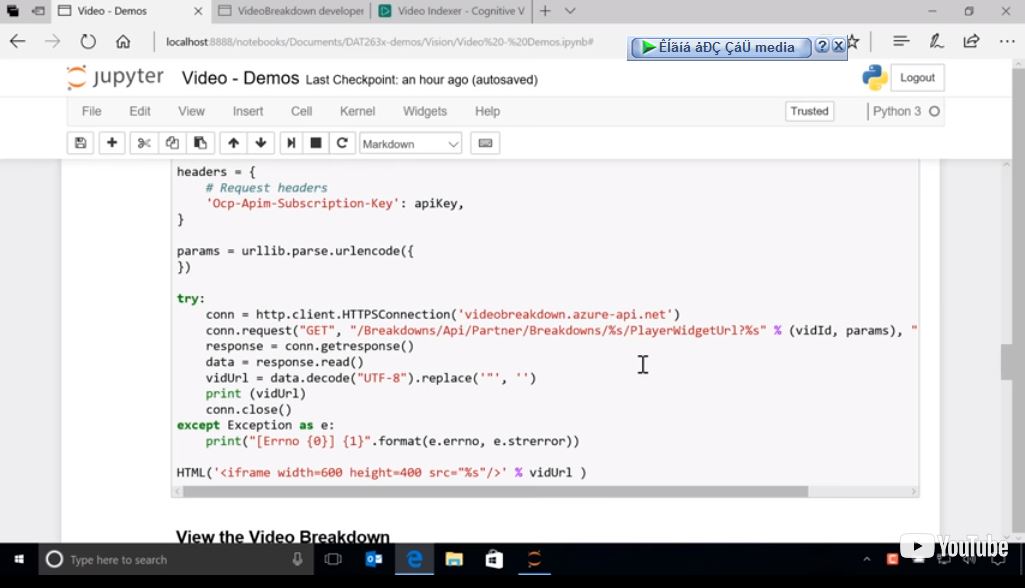 Video - Demos
VideoBreakdown developer
Video Indexer - Cognitive V
localhost:8888/notebooks/Documents/DAT263x-demos/Vision/Video%20-%20Demos.ipynb#
ÊÍãíá åÐÇ ÇáÜ media
? X
jupyter Video - Demos Last Checkpoint: an hour ago (autosaved)
Logout
File Edit View Insert Cell Kernel Widgets Help
Trusted
Python 3
Markdown
headers = {
# Request headers
'Ocp-Apim-Subscription-Key': apiKey,
}
params = urllib.parse.urlencode({
})
try:
conn = http.client.HTTPSConnection('videobreakdown.azure-api.net')
conn.request("GET", "/Breakdowns/Api/Partner/Breakdowns/%s/PlayerWidgetUrl?%s" % (vidId, params), "
response = conn.getresponse()
data = response.read()
vidUrl = data.decode("UTF-8").replace('"', '')
print (vidUrl)
conn.close()
except Exception as e:
print("[Errno {0}] {1}".format(e.errno, e.strerror))
HTML('<iframe width=600 height=400 src="%s"/>' % vidUrl )
View the Video Breakdown
Type here to search
YouTube